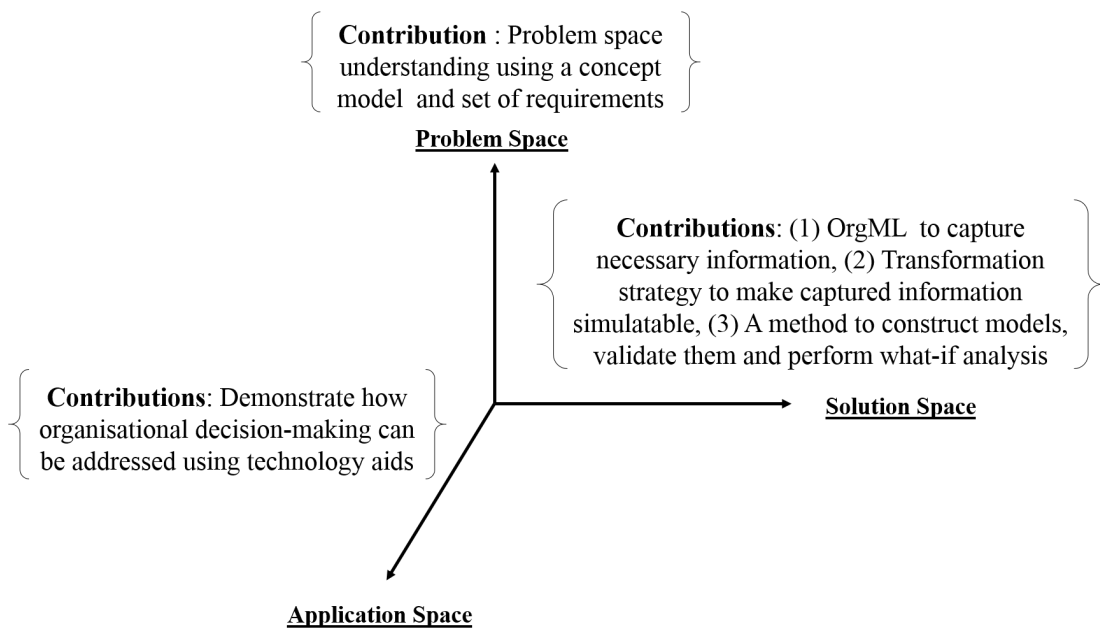 Contribution : Problem space
understanding using a concept
model and set of requirements
Problem Space
Contributions: (1) OrgML to capture
necessary information, (2) Transformation
strategy to make captured information
simulatable, (3) A method to construct models,
validate them and perform what-if analysis
Solution Space
Contributions: Demonstrate how
organisational decision-making can
be addressed using technology aids
Application Space